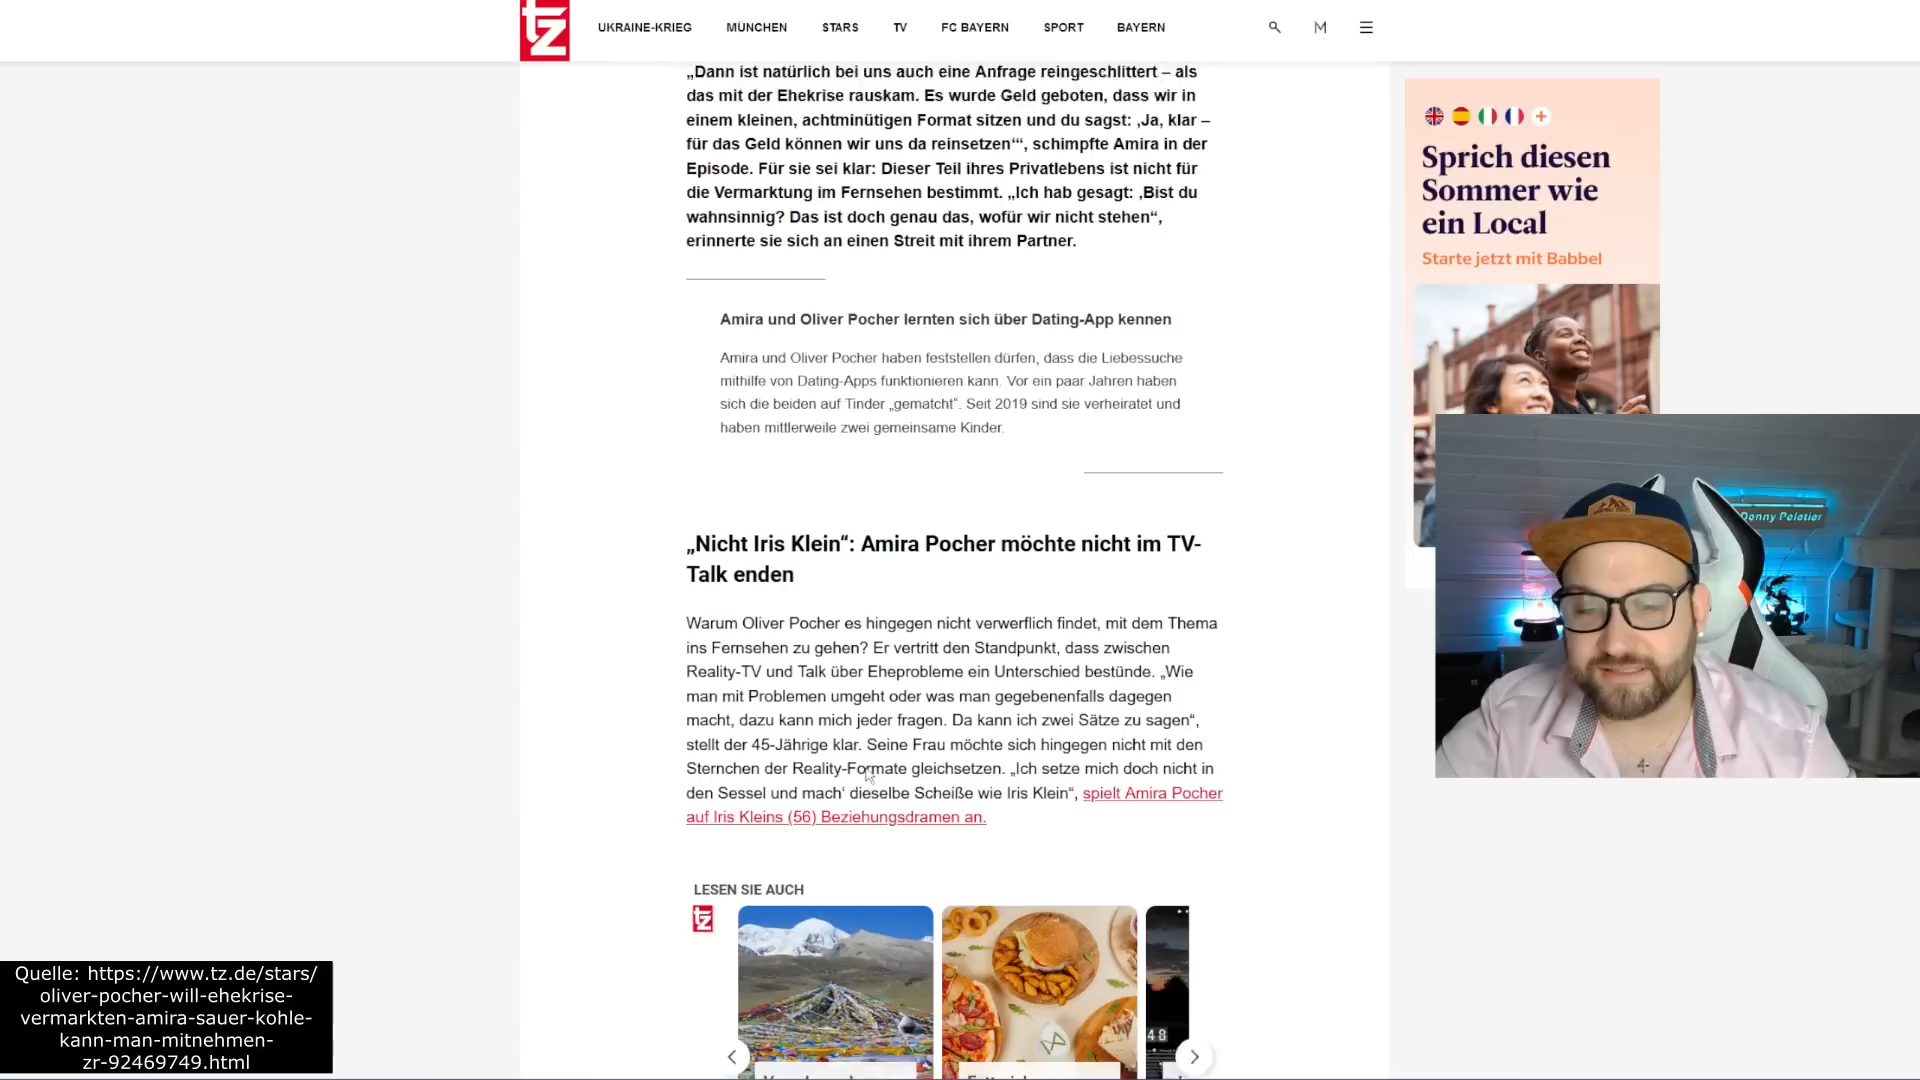 tz
UKRAINE-KRIEG MÜNCHEN STARS TV FC BAYERN SPORT BAYERN
„Dann ist natürlich bei uns auch eine Anfrage reingeschlittert – als
das mit der Ehekrise rauskam. Es wurde Geld geboten, dass wir in
einem kleinen, achtminütigen Format sitzen und du sagst: ‚Ja, klar –
für das Geld können wir uns da reinsetzen‘“, schimpfte Amira in der
Episode. Für sie sei klar: Dieser Teil ihres Privatlebens ist nicht für
die Vermarktung im Fernsehen bestimmt. „Ich hab gesagt: ‚Bist du
wahnsinnig? Das ist doch genau das, wofür wir nicht stehen“,
erinnerte sie sich an einen Streit mit ihrem Partner.
Amira und Oliver Pocher lernten sich über Dating-App kennen
Amira und Oliver Pocher haben feststellen dürfen, dass die Liebessuche
mithilfe von Dating-Apps funktionieren kann. Vor ein paar Jahren haben
sich die beiden auf Tinder „gematcht“. Seit 2019 sind sie verheiratet und
haben mittlerweile zwei gemeinsame Kinder.
„Nicht Iris Klein“: Amira Pocher möchte nicht im TV-
Talk enden
Warum Oliver Pocher es hingegen nicht verwerflich findet, mit dem Thema
ins Fernsehen zu gehen? Er vertritt den Standpunkt, dass zwischen
Reality-TV und Talk über Eheprobleme ein Unterschied bestünde. „Wie
man mit Problemen umgeht oder was man gegebenenfalls dagegen
macht, dazu kann mich jeder fragen. Da kann ich zwei Sätze zu sagen“,
stellt der 45-Jährige klar. Seine Frau möchte sich hingegen nicht mit den
Sternchen der Reality-Formate gleichsetzen. „Ich setze mich doch nicht in
den Sessel und mach‘ dieselbe Scheiße wie Iris Klein“, spielt Amira Pocher
auf Iris Kleins (56) Beziehungsdramen an.
LESEN SIE AUCH
tz
48
Sprich diesen
Sommer wie
ein Local
Starte jetzt mit Babbel
Denny Peletier
Quelle: https://www.tz.de/stars/
oliver-pocher-will-ehekrise-
vermarkten-amira-sauer-kohle-
kann-man-mitnehmen-
zr-92469749.html